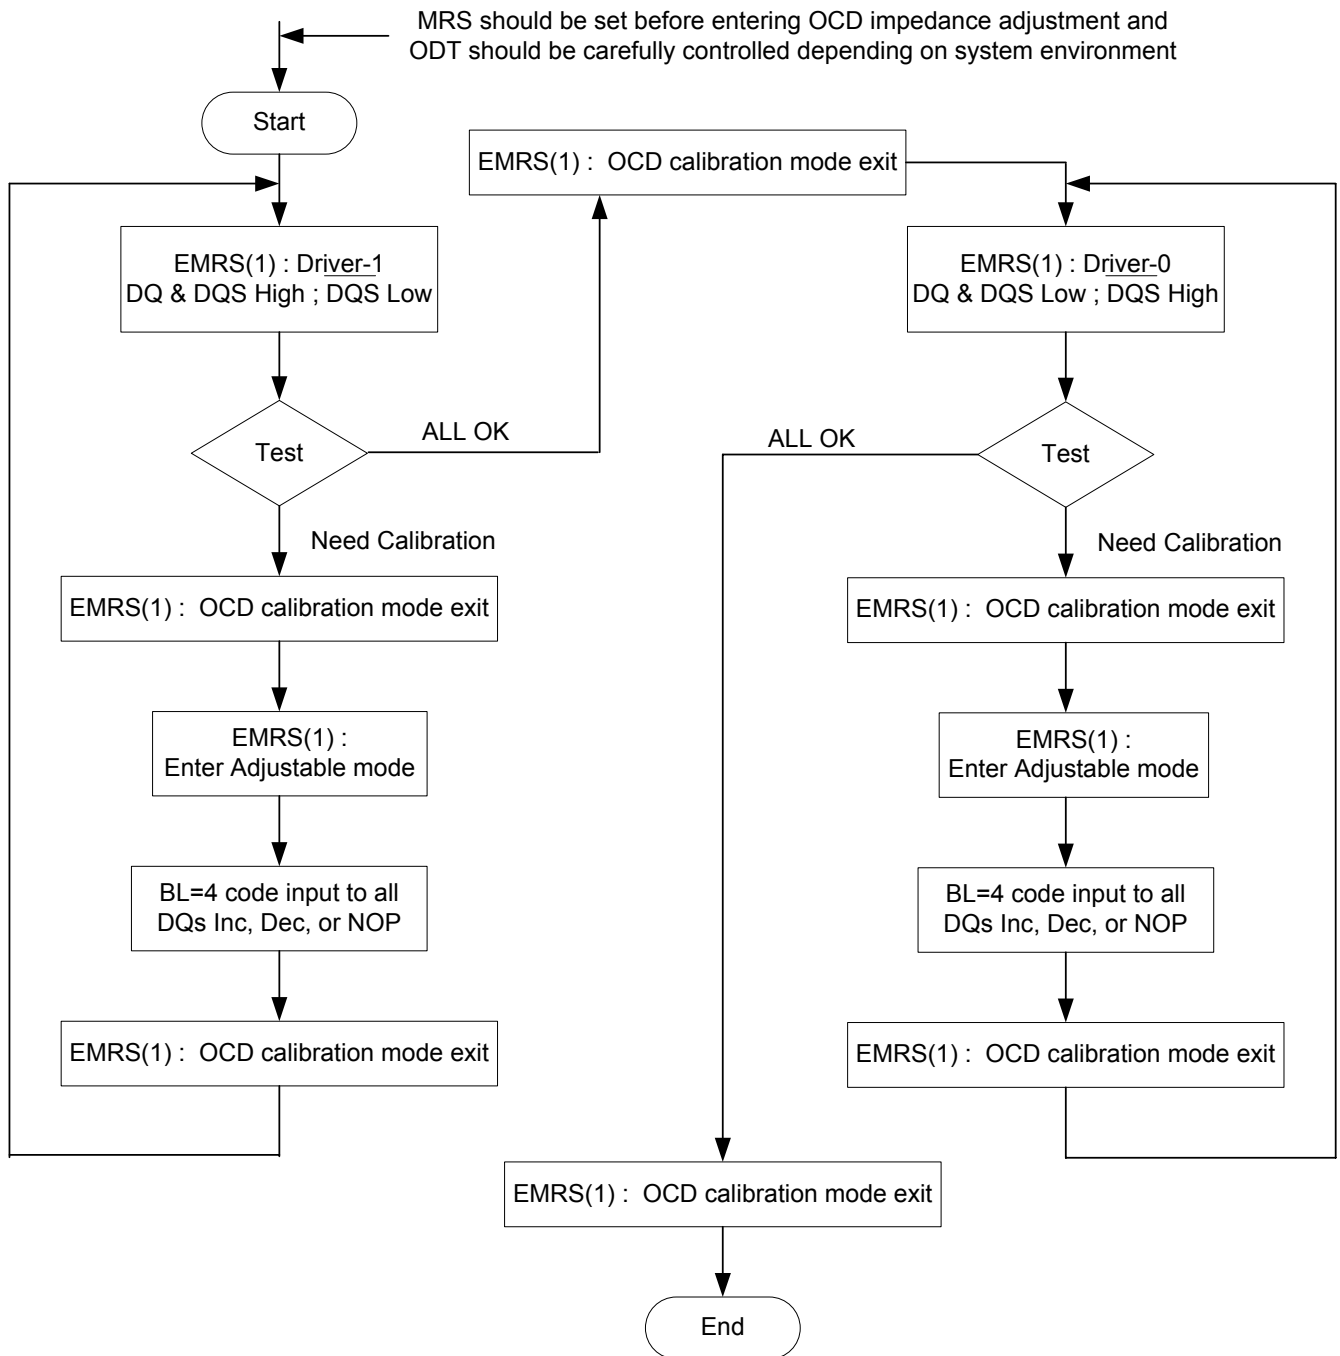 MRS should be set before entering OCD impedance adjustment and
ODT should be carefully controlled depending on system environment
Start
EMRS(1) : OCD calibration mode exit
EMRS(1) : Driver-1
DQ & DQS High ; DQS Low
EMRS(1) : Driver-0
DQ & DQS Low ; DQS High
Test
ALL OK
ALL OK
Test
Need Calibration
Need Calibration
EMRS(1) : OCD calibration mode exit
EMRS(1) : OCD calibration mode exit
EMRS(1) :
Enter Adjustable mode
EMRS(1) :
Enter Adjustable mode
BL=4 code input to all
DQs Inc, Dec, or NOP
BL=4 code input to all
DQs Inc, Dec, or NOP
EMRS(1) : OCD calibration mode exit
EMRS(1) : OCD calibration mode exit
EMRS(1) : OCD calibration mode exit
End